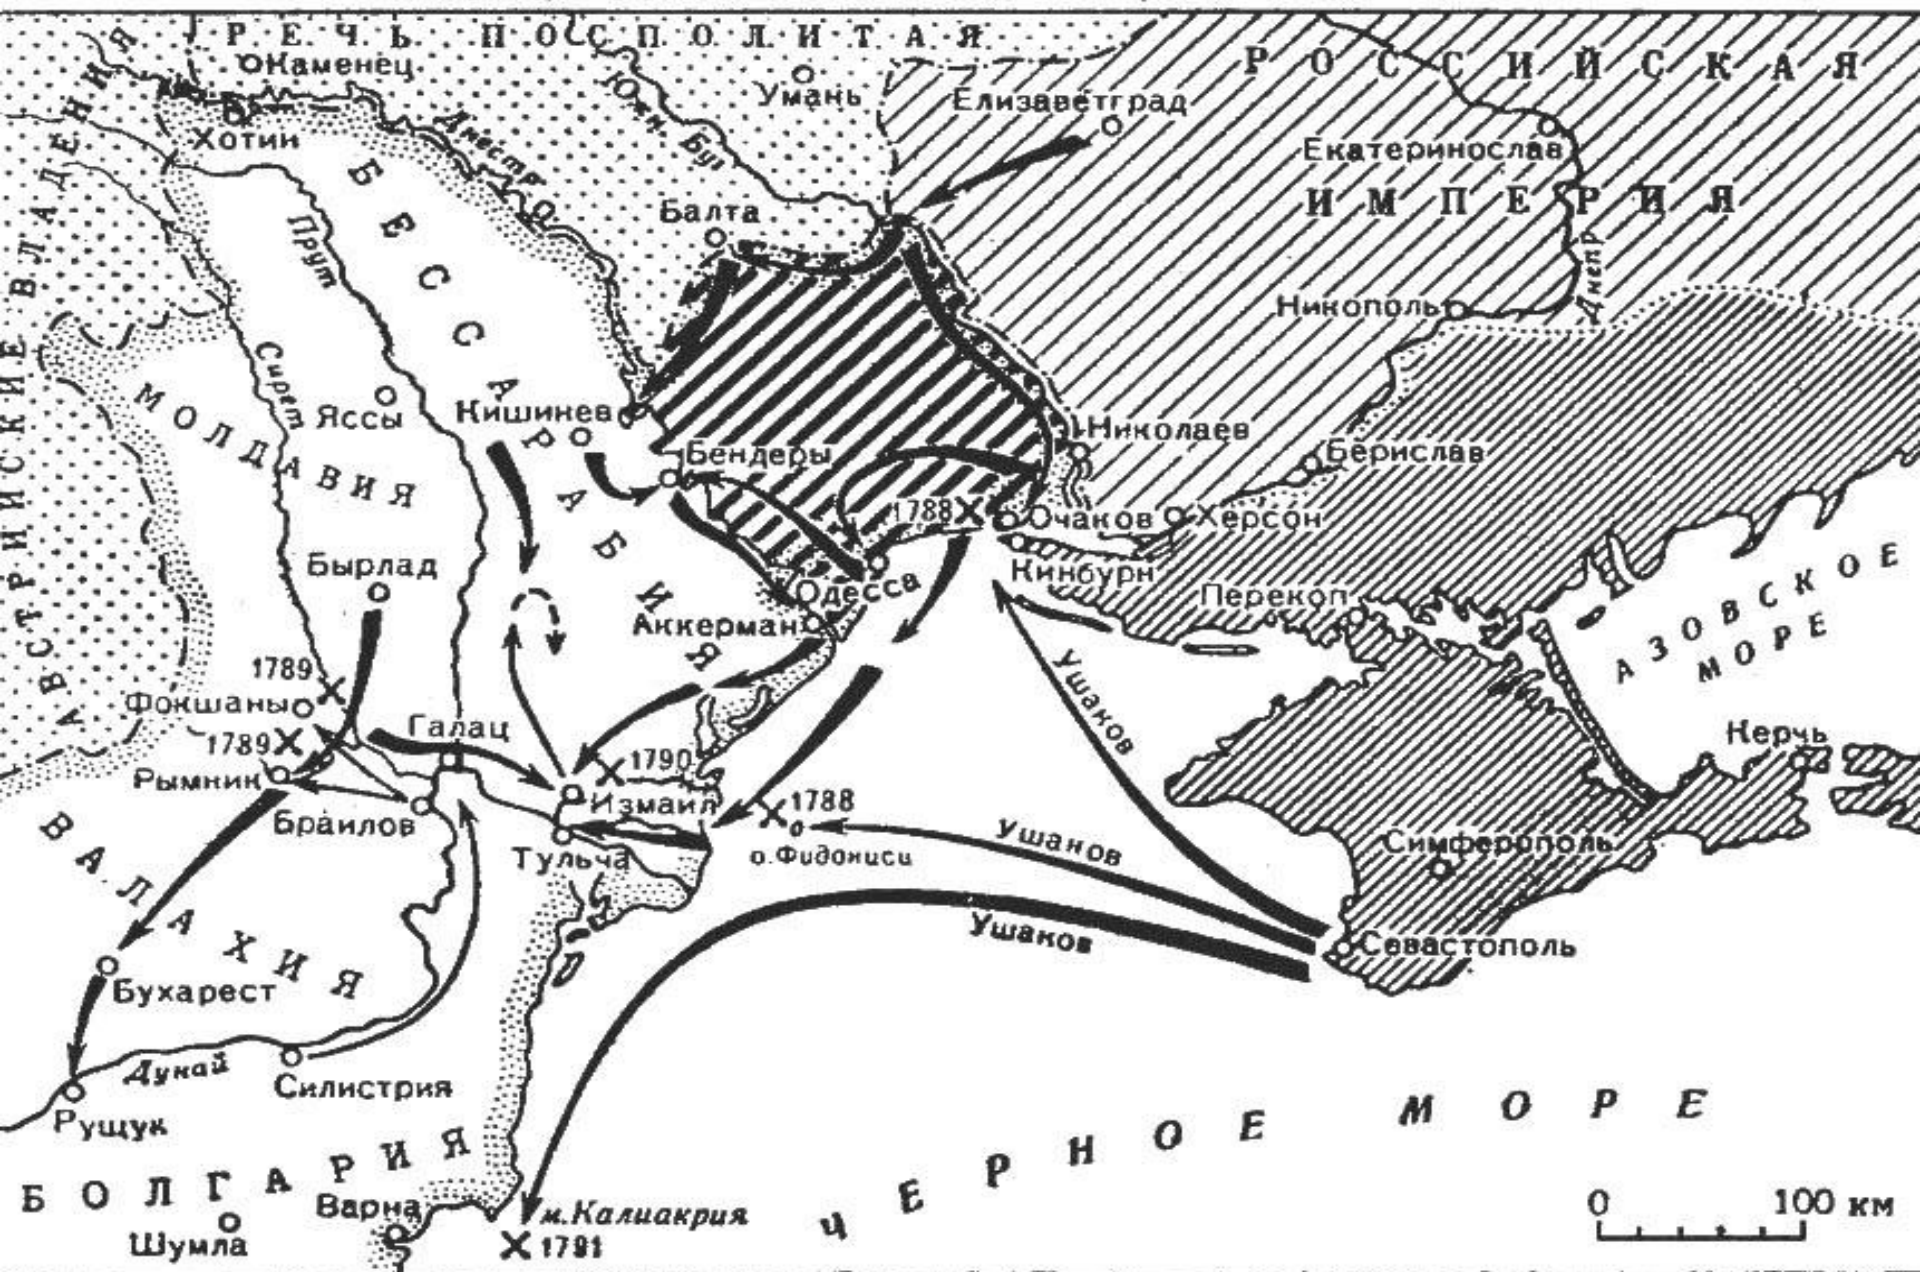 РЕЧЬ ПОСПОЛИТАЯ
РОССИЙСКАЯ
ИМПЕРИЯ
АВСТРИЙСКИЕ ВЛАДЕНИЯ
Каменец
Хотин
Днестр
Южн. Буг
Умань
Елизаветград
Екатеринослав
Днепр
Балта
Никополь
БЕССАРАБИЯ
Прут
Сирет
МОЛДАВИЯ
Яссы
Кишинев
Бендеры
Николаев
Берислав
1788
Очаков
Херсон
Кинбурн
Одесса
Перекоп
Аккерман
АЗОВСКОЕ
МОРЕ
Бырлад
1789
Фокшаны
1789
Рымник
Галац
Браилов
1790
Измаил
Тульча
1788
о.Фидониси
Ушаков
Ушаков
Ушаков
Керчь
Симферополь
Севастополь
ВАЛАХИЯ
Бухарест
Дунай
Силистрия
Рущук
БОЛГАРИЯ
Варна
Шумла
м.Калиакрия
1791
ЧЕРНОЕ МОРЕ
0 100 км